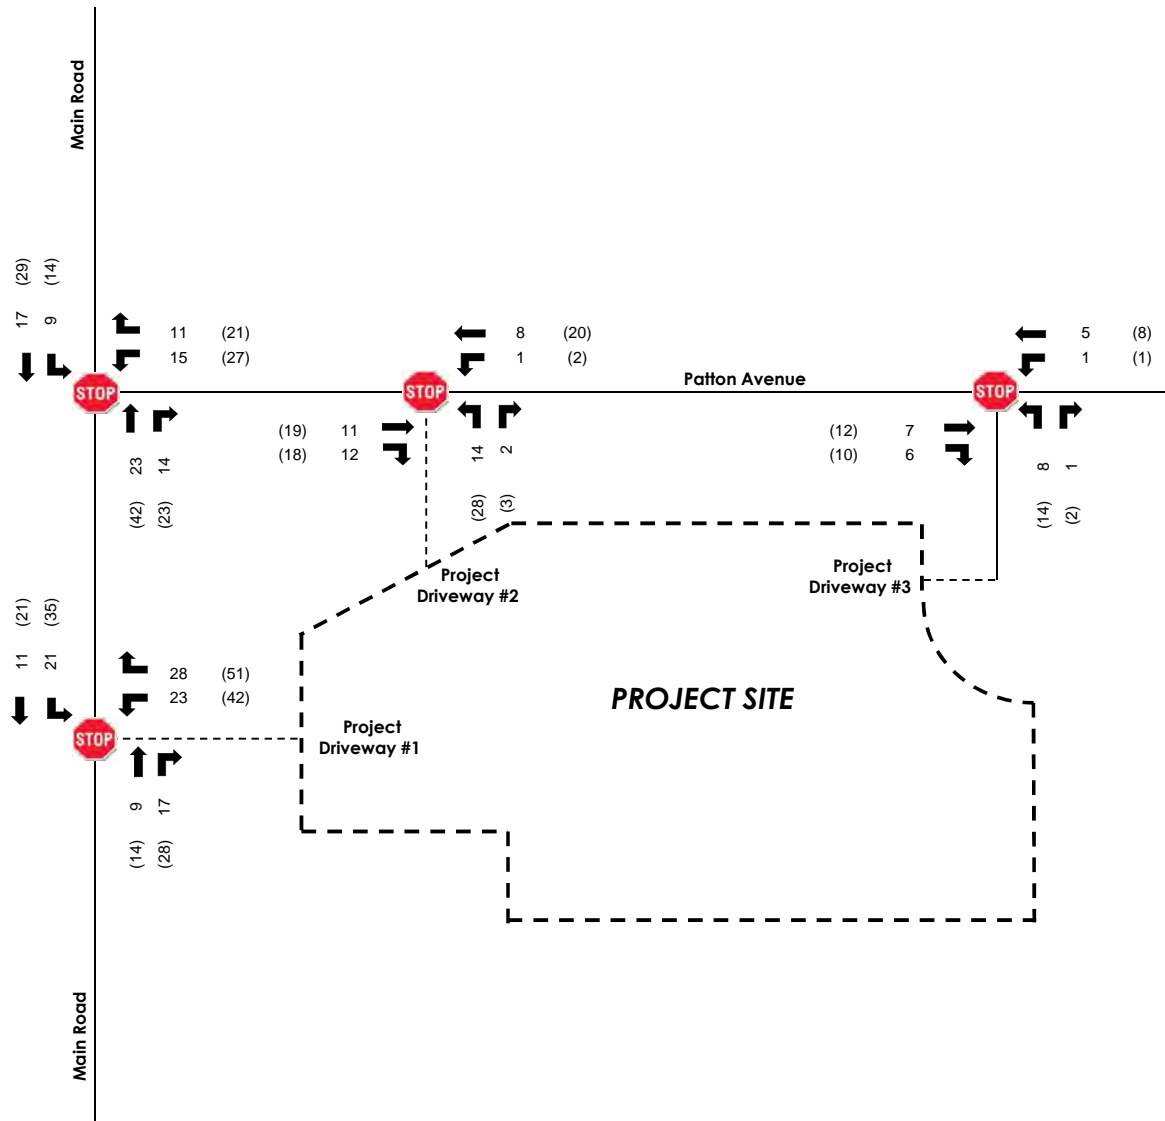 Main Road
(29) (14)
17 9
11 (21)
15 (27)
STOP
23 14
(42) (23)
8 (20)
1 (2)
STOP
(19) 11
(18) 12
14 2
(28) (3)
Patton Avenue
5 (8)
1 (1)
STOP
(12) 7
(10) 6
8 1
(14) (2)
Project
Driveway #2
Project
Driveway #3
(21) (35)
11 21
28 (51)
23 (42)
STOP
Project
Driveway #1
9 17
(14) (28)
PROJECT SITE
Main Road